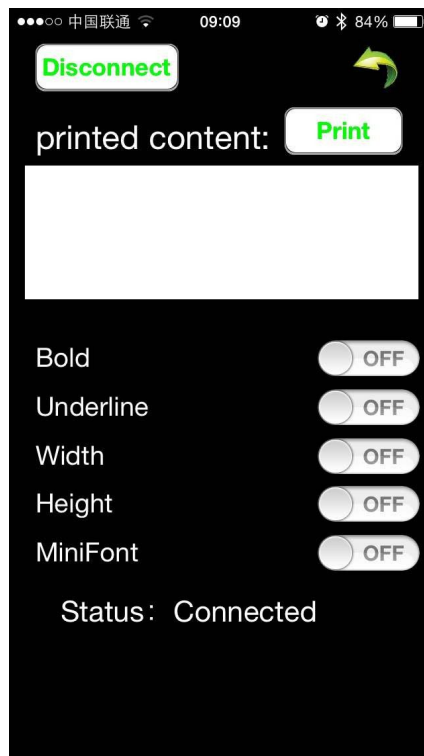 中国联通 09:09 84%
Disconnect
printed content: Print
Bold OFF
Underline OFF
Width OFF
Height OFF
MiniFont OFF
Status: Connected